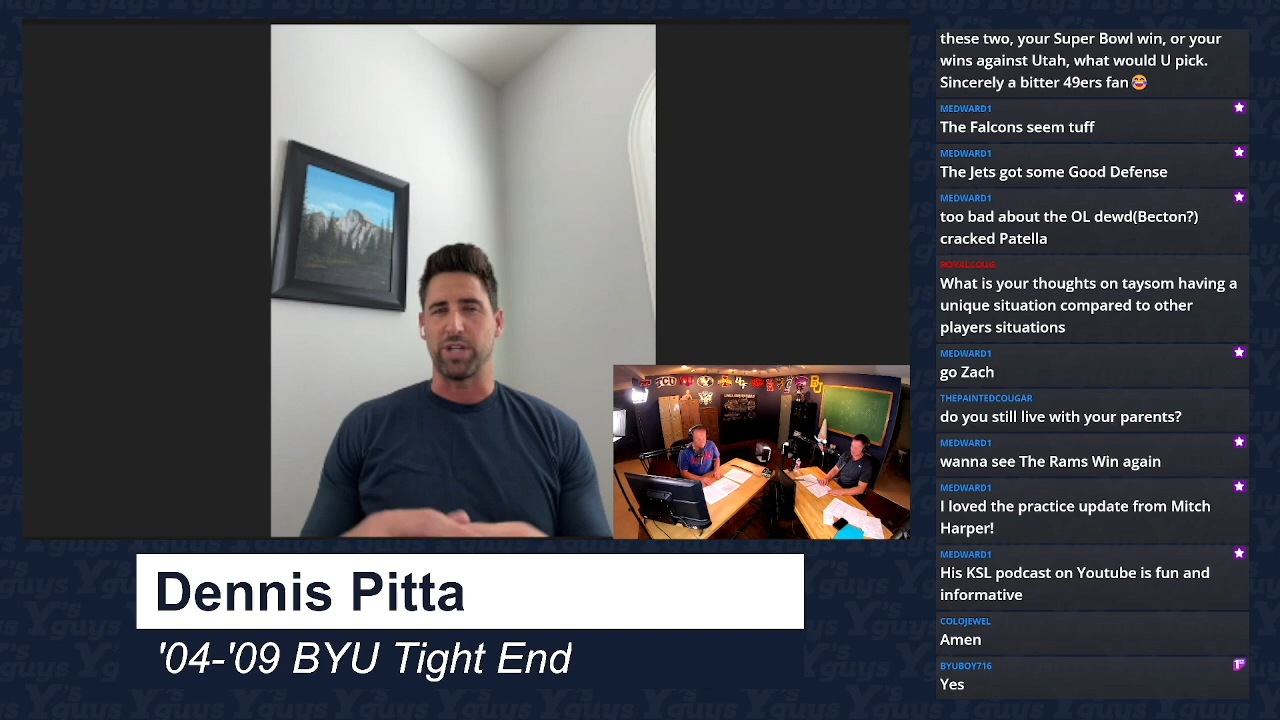 Dennis Pitta
'04-'09 BYU Tight End
these two, your Super Bowl win, or your
wins against Utah, what would U pick.
Sincerely a bitter 49ers fan😂
MEDWARD1
The Falcons seem tuff
MEDWARD1
The Jets got some Good Defense
MEDWARD1
too bad about the OL dewd(Becton?)
cracked Patella
ROYALCOUG
What is your thoughts on taysom having a
unique situation compared to other
players situations
MEDWARD1
go Zach
THEPAINTEDCOUGAR
do you still live with your parents?
MEDWARD1
wanna see The Rams Win again
MEDWARD1
I loved the practice update from Mitch
Harper!
MEDWARD1
His KSL podcast on Youtube is fun and
informative
COLOJEWEL
Amen
BYUBOY716
Yes